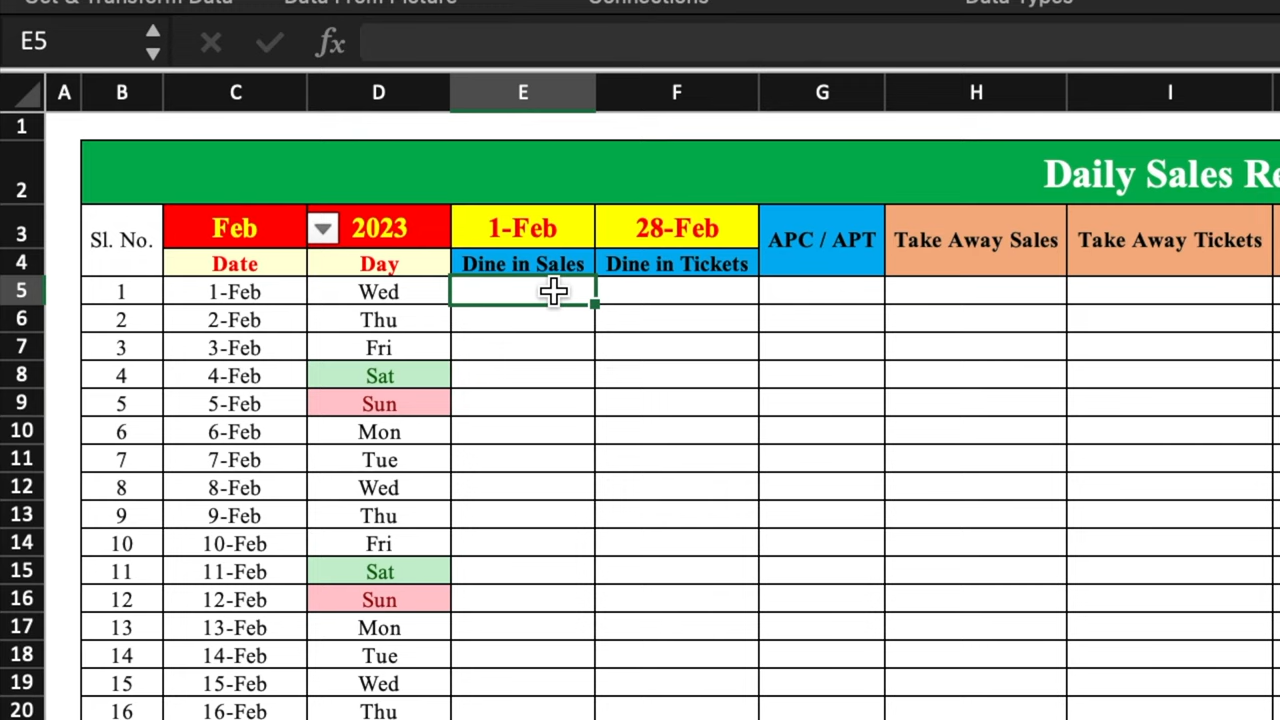 Get & Transform Data Data From Picture Connections Data Types
E5 fx
A B C D E F G H I
1
2 Daily Sales Re
3 Sl. No. Feb 2023 1-Feb 28-Feb APC / APT Take Away Sales Take Away Tickets
4 Date Day Dine in Sales Dine in Tickets
5 1 1-Feb Wed
6 2 2-Feb Thu
7 3 3-Feb Fri
8 4 4-Feb Sat
9 5 5-Feb Sun
10 6 6-Feb Mon
11 7 7-Feb Tue
12 8 8-Feb Wed
13 9 9-Feb Thu
14 10 10-Feb Fri
15 11 11-Feb Sat
16 12 12-Feb Sun
17 13 13-Feb Mon
18 14 14-Feb Tue
19 15 15-Feb Wed
20 16 16-Feb Thu